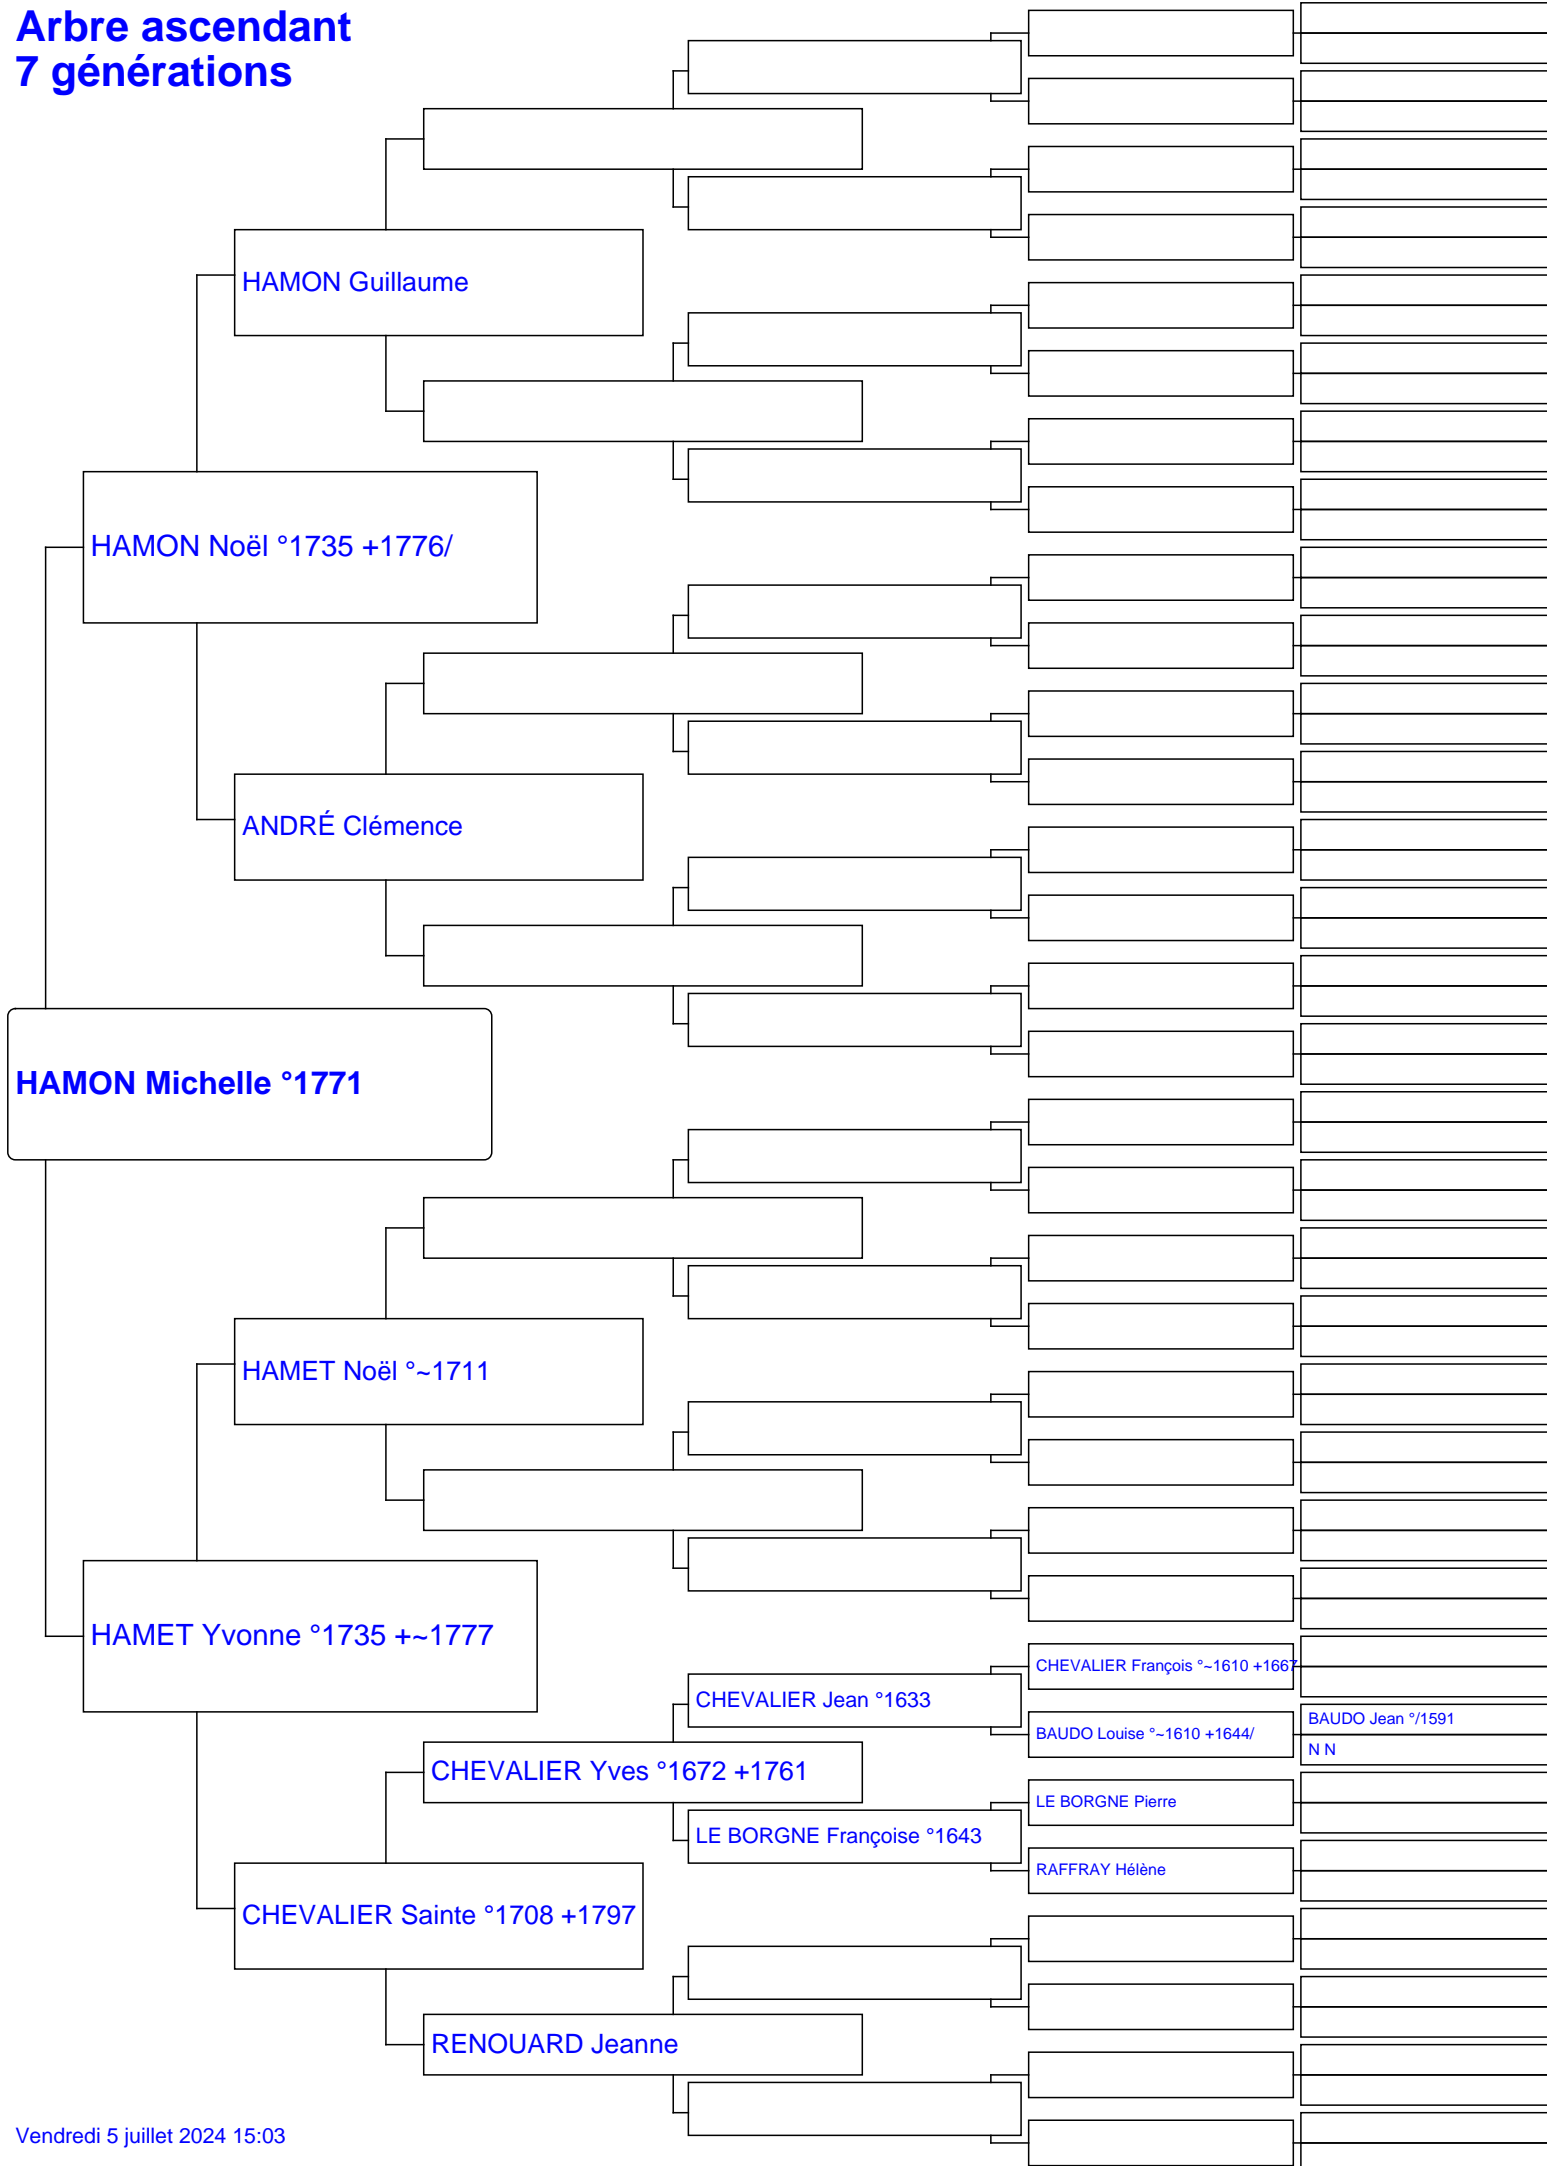 Arbre ascendant
7 générations
HAMON Guillaume
HAMON Noël °1735 +1776/
ANDRÉ Clémence
HAMON Michelle °1771
HAMET Noël °~1711
HAMET Yvonne °1735 +~1777
CHEVALIER François °~1610 +1667
CHEVALIER Jean °1633
BAUDO Jean °/1591
BAUDO Louise °~1610 +1644/
N N
CHEVALIER Yves °1672 +1761
LE BORGNE Pierre
LE BORGNE Françoise °1643
RAFFRAY Hélène
CHEVALIER Sainte °1708 +1797
RENOUARD Jeanne
Vendredi 5 juillet 2024 15:03